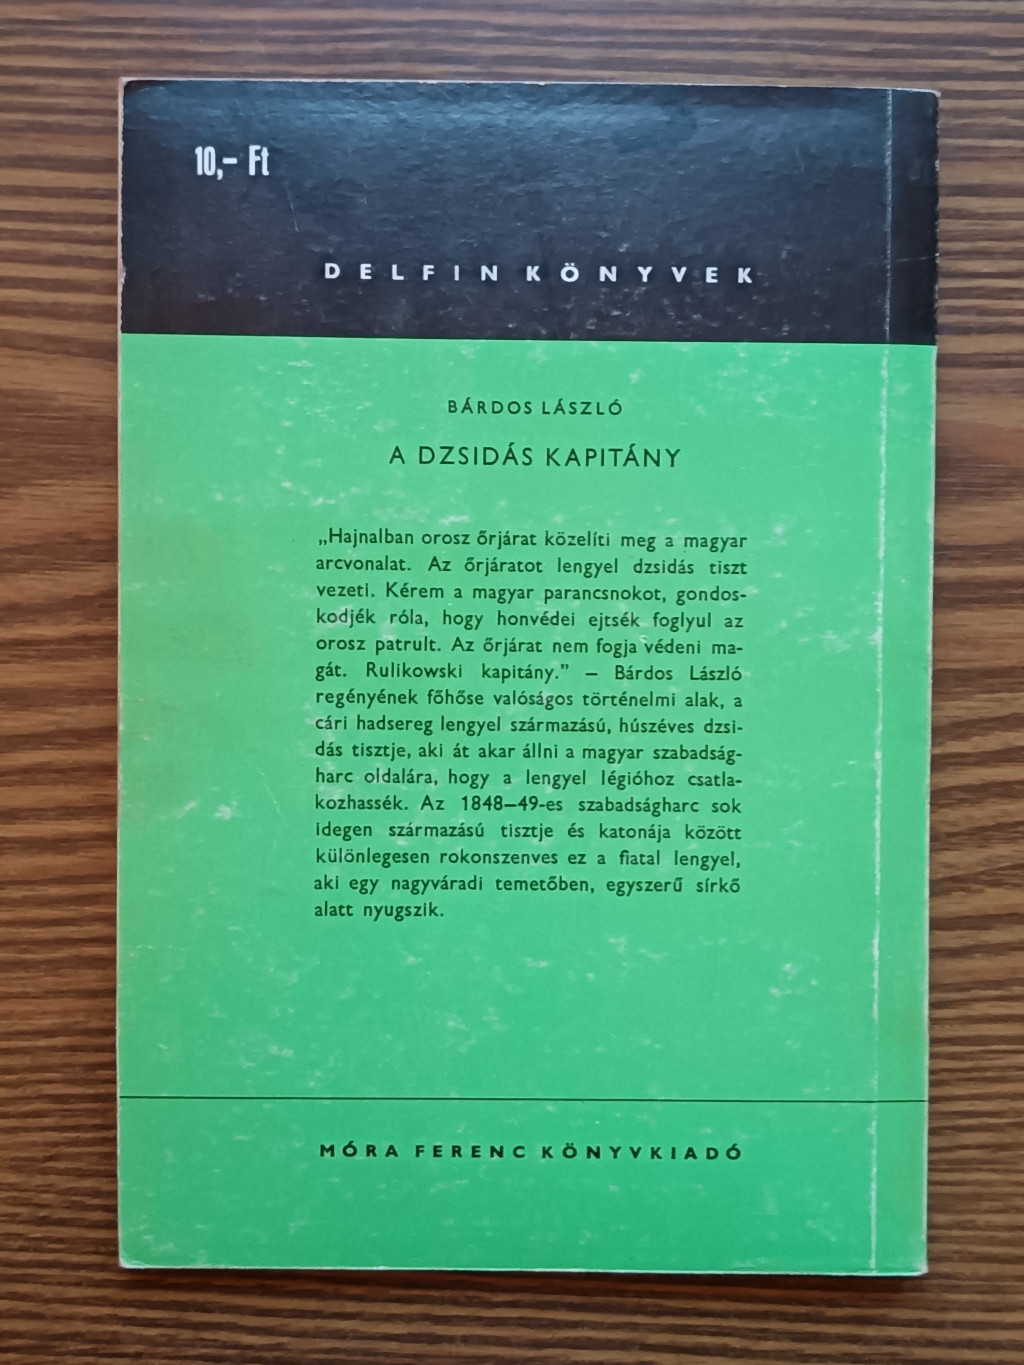 10,– Ft
DELFIN KÖNYVEK
BÁRDOS LÁSZLÓ
A DZSIDÁS KAPITÁNY
„Hajnalban orosz őrjárat közelíti meg a magyar
arcvonalat. Az őrjáratot lengyel dzsidás tiszt
vezeti. Kérem a magyar parancsnokot, gondos-
kodjék róla, hogy honvédei ejtsék foglyul az
orosz patrult. Az őrjárat nem fogja védeni ma-
gát. Rulikowski kapitány.” – Bárdos László
regényének főhőse valóságos történelmi alak, a
cári hadsereg lengyel származású, húszéves dzsi-
dás tisztje, aki át akar állni a magyar szabadság-
harc oldalára, hogy a lengyel légióhoz csatla-
kozhassék. Az 1848–49-es szabadságharc sok
idegen származású tisztje és katonája között
különlegesen rokonszenves ez a fiatal lengyel,
aki egy nagyváradi temetőben, egyszerű sírkő
alatt nyugszik.
MÓRA FERENC KÖNYVKIADÓ